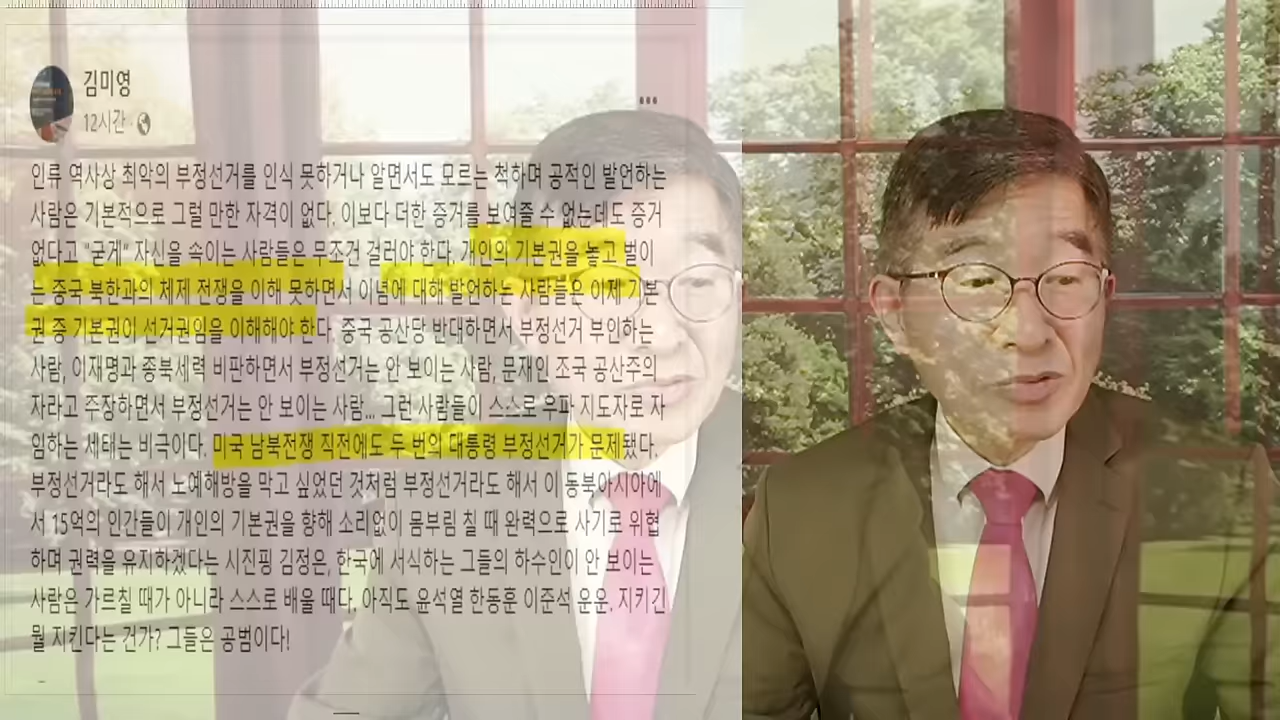 김미영
12시간
인류 역사상 최악의 부정선거를 인식 못하거나 알면서도 모르는 척하며 공적인 발언하는
사람은 기본적으로 그럴 만한 자격이 없다. 이보다 더한 증거를 보여줄 수 없는데도 증거
없다고 "굳게" 자신을 속이는 사람들은 무조건 걸러야 한다. 개인의 기본권을 놓고 벌이
는 중국 북한과의 체제 전쟁을 이해 못하면서 이념에 대해 발언하는 사람들은 이제 기본
권 중 기본권이 선거권임을 이해해야 한다. 중국 공산당 반대하면서 부정선거 부인하는
사람, 이재명과 종북세력 비판하면서 부정선거는 안 보이는 사람, 문재인 조국 공산주의
자라고 주장하면서 부정선거는 안 보이는 사람... 그런 사람들이 스스로 우파 지도자로 자
임하는 세태는 비극이다. 미국 남북전쟁 직전에도 두 번의 대통령 부정선거가 문제됐다.
부정선거라도 해서 노예해방을 막고 싶었던 것처럼 부정선거라도 해서 이 동북아시아에
서 15억의 인간들이 개인의 기본권을 향해 소리없이 몸부림 칠 때 완력으로 사기로 위협
하며 권력을 유지하겠다는 시진핑 김정은, 한국에 서식하는 그들의 하수인이 안 보이는
사람은 가르칠 때가 아니라 스스로 배울 때다. 아직도 윤석열 한동훈 이준석 운운. 지키긴
뭘 지킨다는 건가? 그들은 공범이다!